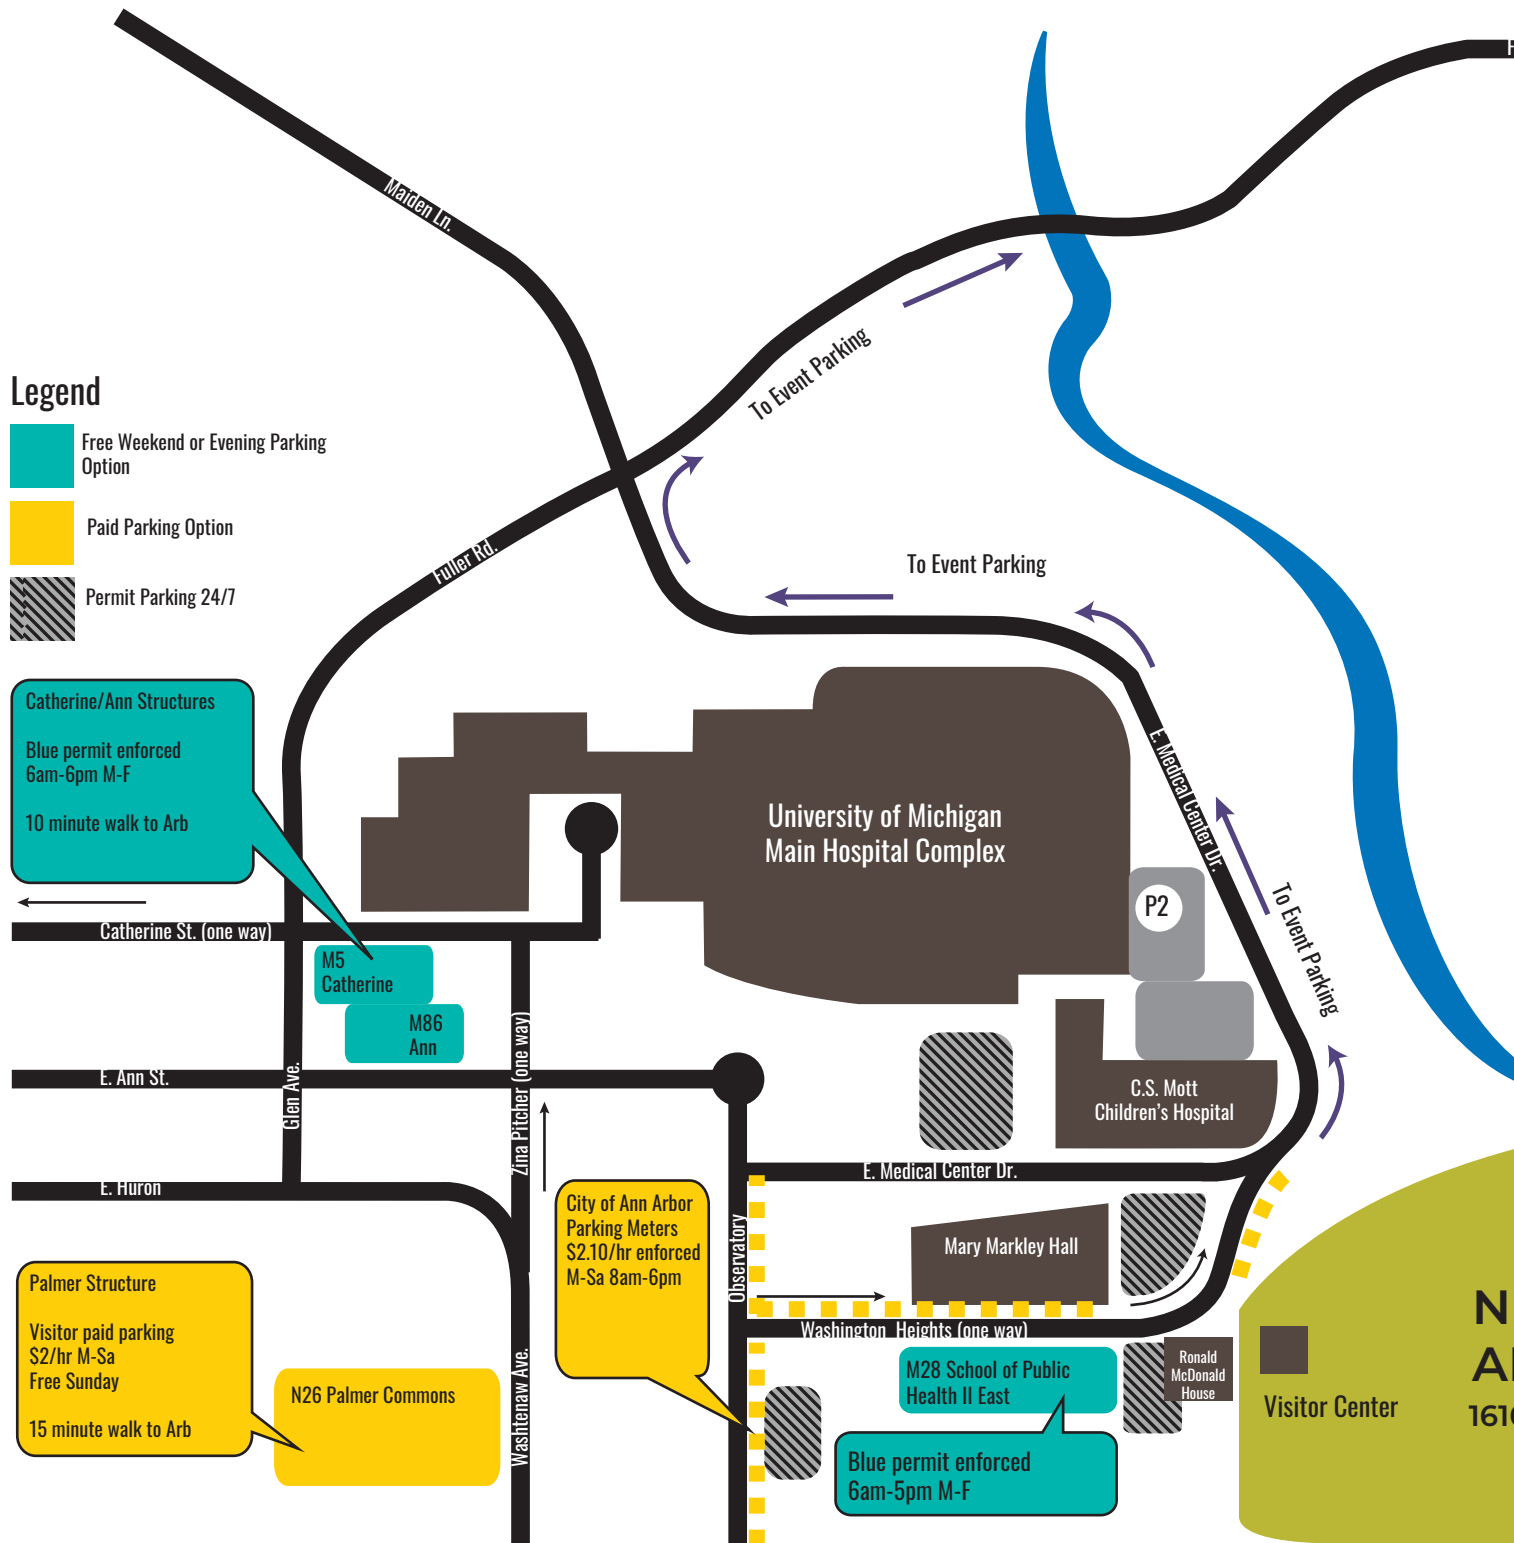 Maiden Ln.
To Event Parking
Legend
Free Weekend or Evening Parking
Option
Paid Parking Option
Permit Parking 24/7
Fuller Rd.
To Event Parking
Catherine/Ann Structures
Blue permit enforced
6am-6pm M-F
10 minute walk to Arb
University of Michigan
Main Hospital Complex
E. Medical Center Dr.
P2
To Event Parking
Catherine St. (one way)
M5
Catherine
M86
Ann
E. Ann St.
Glen Ave.
Zina Pitcher (one way)
C.S. Mott
Children's Hospital
E. Medical Center Dr.
E. Huron
City of Ann Arbor
Parking Meters
$2.10/hr enforced
M-Sa 8am-6pm
Observatory
Mary Markley Hall
Washington Heights (one way)
Palmer Structure
Visitor paid parking
$2/hr M-Sa
Free Sunday
15 minute walk to Arb
N26 Palmer Commons
Washtenaw Ave.
M28 School of Public
Health II East
Blue permit enforced
6am-5pm M-F
Ronald
McDonald
House
Visitor Center